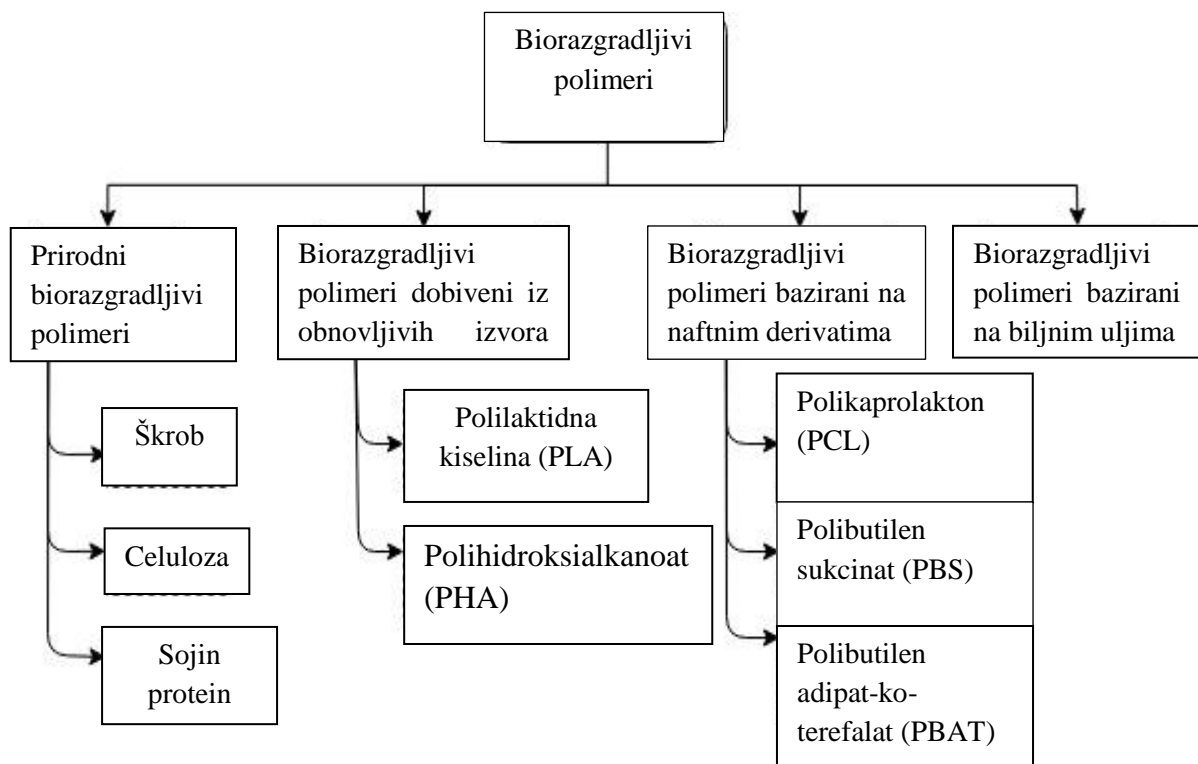 Biorazgradljivi
polimeri
Prirodni
biorazgradljivi
polimeri
Biorazgradljivi
polimeri dobiveni iz
obnovljivih izvora
Biorazgradljivi
polimeri bazirani na
naftnim derivatima
Biorazgradljivi
polimeri bazirani
na biljnim uljima
Škrob
Celuloza
Sojin
protein
Polilaktidna
kiselina (PLA)
Polihidroksialkanoat
(PHA)
Polikaprolakton
(PCL)
Polibutilen
sukcinat (PBS)
Polibutilen
adipat-ko-
terefalat (PBAT)